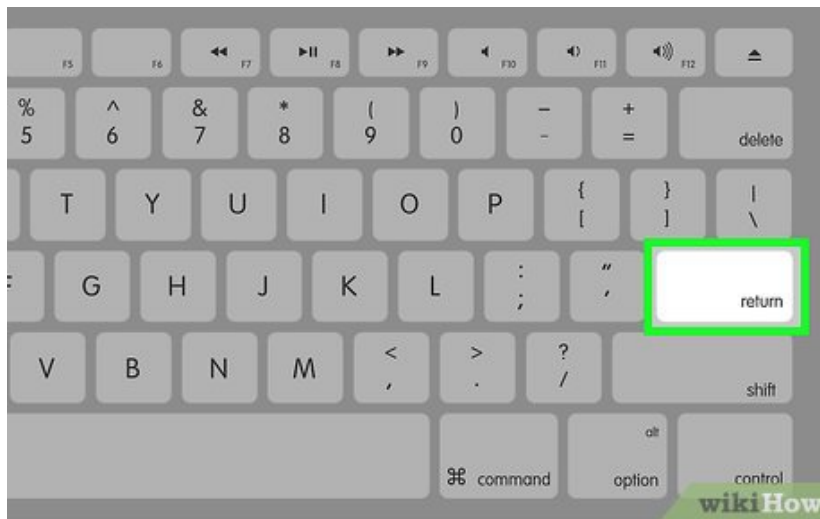 F5 F6 F7 F8 F9 F10 F11 F12
% ^ & * ( ) – +
5 6 7 8 9 0 - = delete
{ } |
T Y U I O P [ ] \
: "
G H J K L ; ' return
< > ?
V B N M , . / shift
alt
⌘ command option control
wikiHow